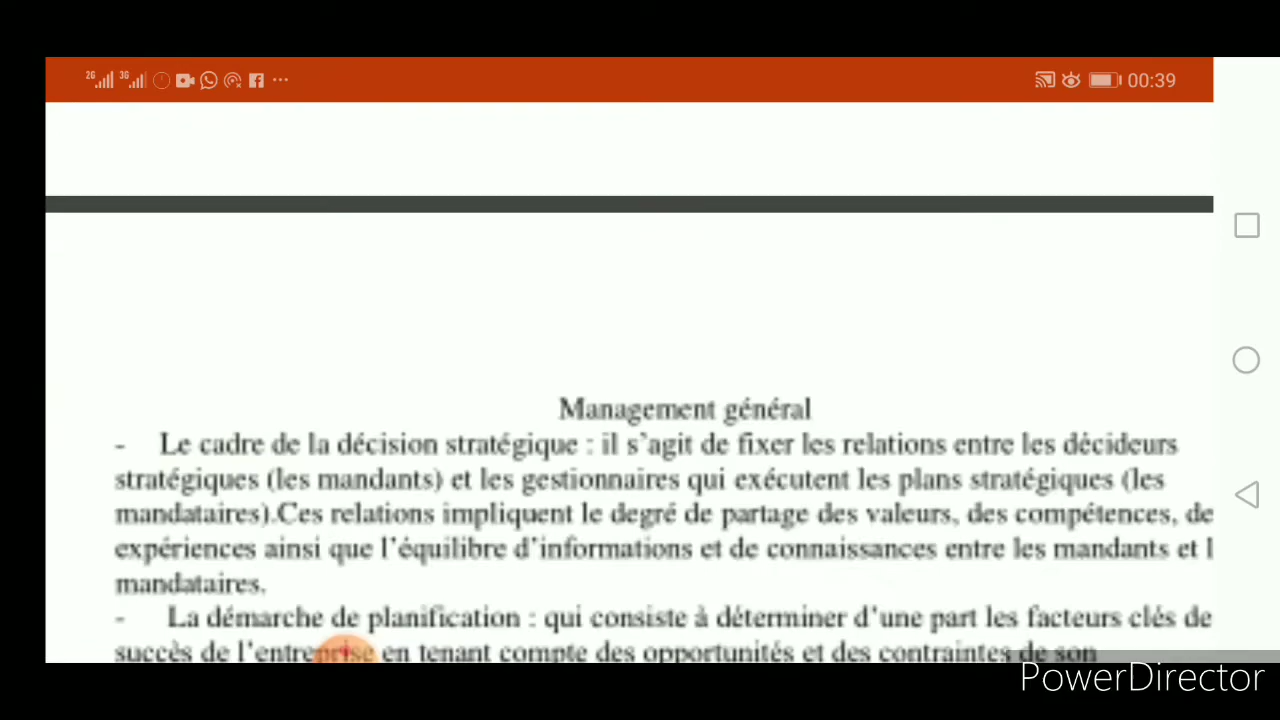 2G 3G 00:39
Management général
- Le cadre de la décision stratégique : il s'agit de fixer les relations entre les décideurs
stratégiques (les mandants) et les gestionnaires qui exécutent les plans stratégiques (les
mandataires).Ces relations impliquent le degré de partage des valeurs, des compétences, de
expériences ainsi que l'équilibre d'informations et de connaissances entre les mandants et l
mandataires.
- La démarche de planification : qui consiste à déterminer d'une part les facteurs clés de
succès de l'entreprise en tenant compte des opportunités et des contraintes de son
PowerDirector